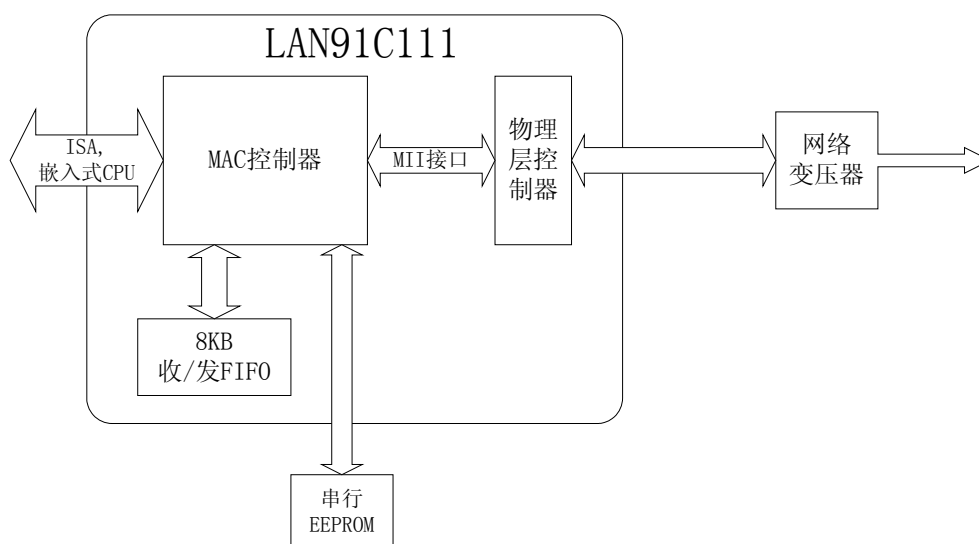 LAN91C111
ISA,
嵌入式CPU
MAC控制器
MII接口
物理
层控
制器
网络
变压器
8KB
收/发FIFO
串行
EEPROM